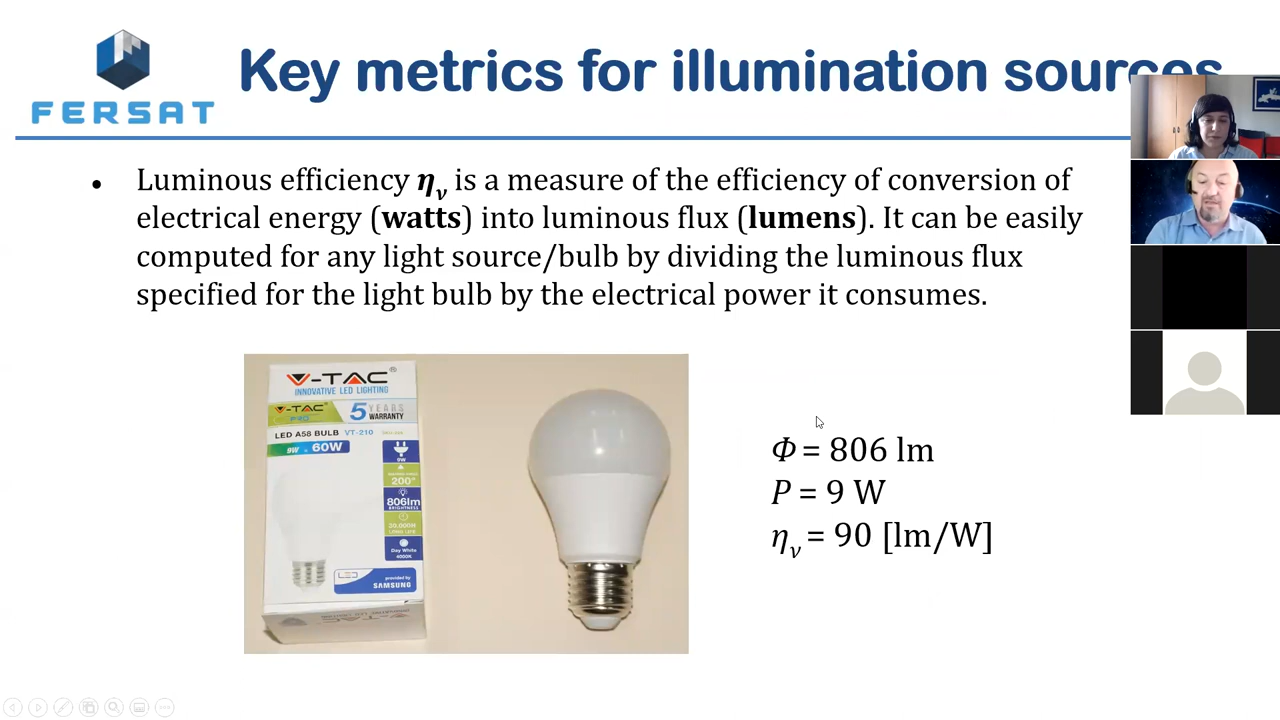 Key metrics for illumination sources
FERSAT
• Luminous efficiency ηᵥ is a measure of the efficiency of conversion of
electrical energy (watts) into luminous flux (lumens). It can be easily
computed for any light source/bulb by dividing the luminous flux
specified for the light bulb by the electrical power it consumes.
V-TAC®
INNOVATIVE LED LIGHTING
V-TAC
PRO
5 YEARS
WARRANTY
LED A58 BULB VT-210
9W 60W
9W
200°
806lm
BRIGHTNESS
Day White
4000K
LED
provided by
SAMSUNG
Φ = 806 lm
P = 9 W
ηᵥ = 90 [lm/W]